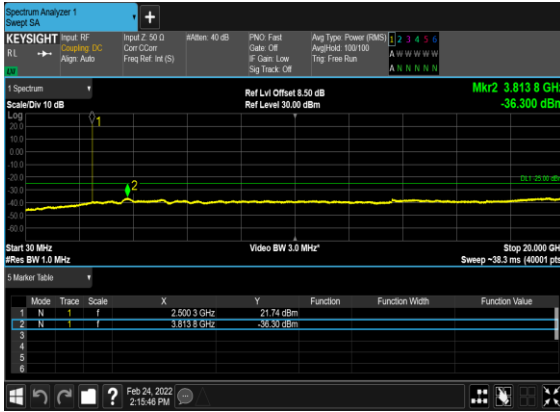 Spectrum Analyzer 1
Swept SA
+
KEYSIGHT Input: RF Input Z: 50 Ω #Atten: 40 dB PNO: Fast Avg Type: Power (RMS) 1 2 3 4 5 6
RL Coupling: DC Corr CCorr Gate: Off Avg|Hold: 100/100 A W W W W W
Align: Auto Freq Ref: Int (S) IF Gain: Low Trig: Free Run
Sig Track: Off A N N N N N
1 Spectrum Ref Lvl Offset 8.50 dB Mkr2 3.813 8 GHz
Scale/Div 10 dB Ref Level 30.00 dBm -36.300 dBm
Log
20.0
10.0
0.00
-10.0
-20.0
-30.0
-40.0
-50.0
-60.0
1
2
DL1 -25.00 dBm
Start 30 MHz Video BW 3.0 MHz* Stop 20.000 GHz
#Res BW 1.0 MHz Sweep ~38.3 ms (40001 pts
5 Marker Table
Mode Trace Scale X Y Function Function Width Function Value
1 N 1 f 2.500 3 GHz 21.74 dBm
2 N 1 f 3.813 8 GHz -36.30 dBm
3
4
5
6
? Feb 24, 2022
2:15:46 PM